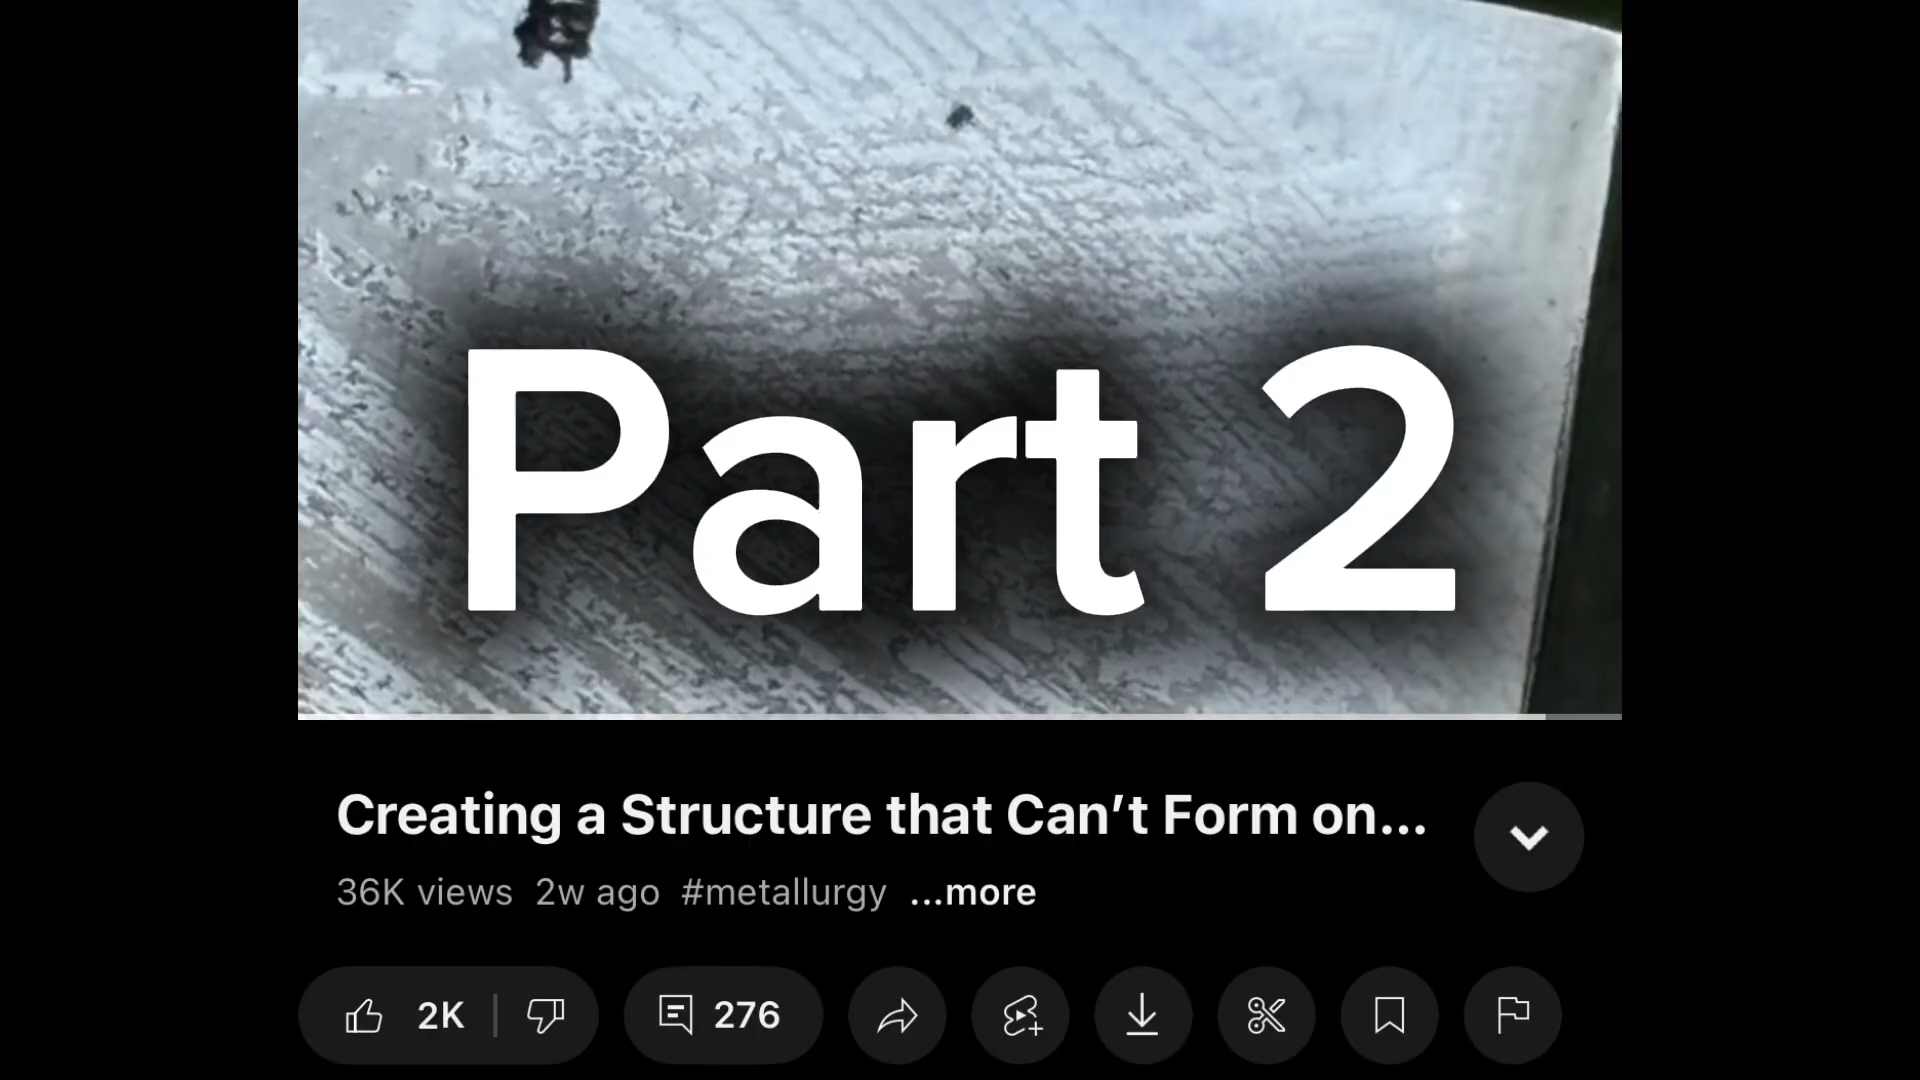 Part 2
Creating a Structure that Can’t Form on...
36K views 2w ago #metallurgy ...more
2K 276